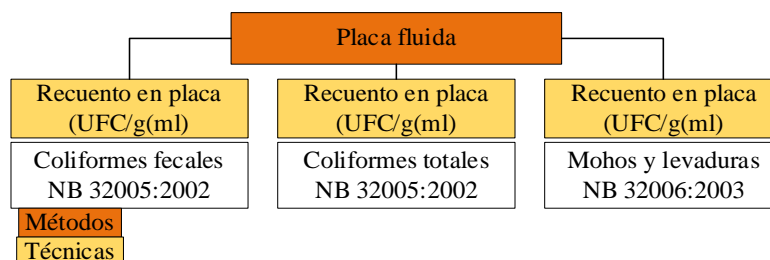 Placa fluida
Recuento en placa
(UFC/g(ml)
Recuento en placa
(UFC/g(ml)
Recuento en placa
(UFC/g(ml)
Coliformes fecales
NB 32005:2002
Coliformes totales
NB 32005:2002
Mohos y levaduras
NB 32006:2003
Métodos
Técnicas